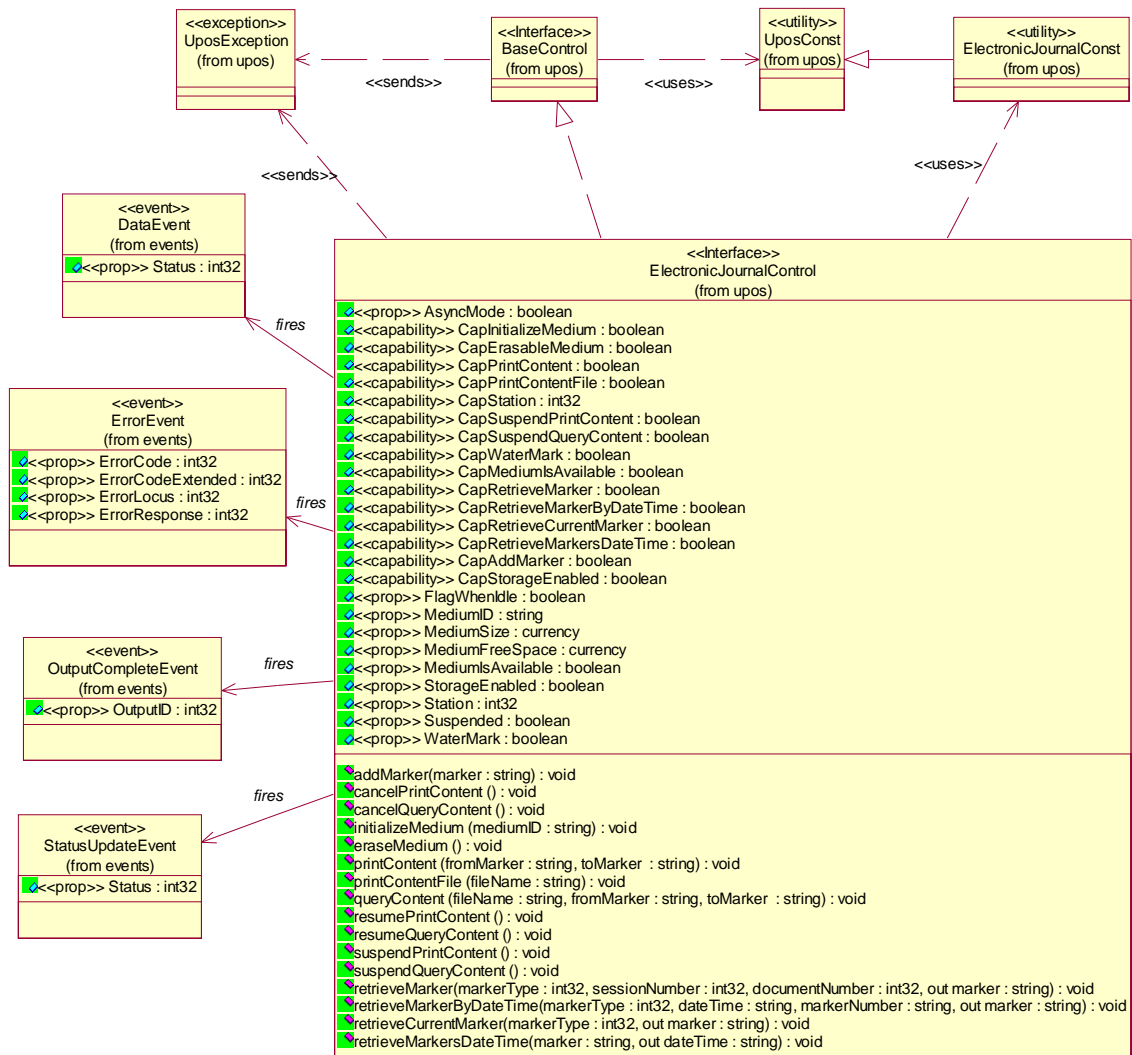 <<exception>>
UposException
(from upos)
<<Interface>>
BaseControl
(from upos)
<<utility>>
UposConst
(from upos)
<<utility>>
ElectronicJournalConst
(from upos)
<<sends>>
<<uses>>
<<sends>>
<<uses>>
<<event>>
DataEvent
(from events)
<<prop>> Status : int32
fires
<<event>>
ErrorEvent
(from events)
<<prop>> ErrorCode : int32
<<prop>> ErrorCodeExtended : int32
<<prop>> ErrorLocus : int32
<<prop>> ErrorResponse : int32
fires
<<event>>
OutputCompleteEvent
(from events)
<<prop>> OutputID : int32
fires
<<event>>
StatusUpdateEvent
(from events)
<<prop>> Status : int32
fires
<<Interface>>
ElectronicJournalControl
(from upos)
<<prop>> AsyncMode : boolean
<<capability>> CapInitializeMedium : boolean
<<capability>> CapErasableMedium : boolean
<<capability>> CapPrintContent : boolean
<<capability>> CapPrintContentFile : boolean
<<capability>> CapStation : int32
<<capability>> CapSuspendPrintContent : boolean
<<capability>> CapSuspendQueryContent : boolean
<<capability>> CapWaterMark : boolean
<<capability>> CapMediumIsAvailable : boolean
<<capability>> CapRetrieveMarker : boolean
<<capability>> CapRetrieveMarkerByDateTime : boolean
<<capability>> CapRetrieveCurrentMarker : boolean
<<capability>> CapRetrieveMarkersDateTime : boolean
<<capability>> CapAddMarker : boolean
<<capability>> CapStorageEnabled : boolean
<<prop>> FlagWhenIdle : boolean
<<prop>> MediumID : string
<<prop>> MediumSize : currency
<<prop>> MediumFreeSpace : currency
<<prop>> MediumIsAvailable : boolean
<<prop>> StorageEnabled : boolean
<<prop>> Station : int32
<<prop>> Suspended : boolean
<<prop>> WaterMark : boolean
addMarker(marker : string) : void
cancelPrintContent () : void
cancelQueryContent () : void
initializeMedium (mediumID : string) : void
eraseMedium () : void
printContent (fromMarker : string, toMarker : string) : void
printContentFile (fileName : string) : void
queryContent (fileName : string, fromMarker : string, toMarker : string) : void
resumePrintContent () : void
resumeQueryContent () : void
suspendPrintContent () : void
suspendQueryContent () : void
retrieveMarker(markerType : int32, sessionNumber : int32, documentNumber : int32, out marker : string) : void
retrieveMarkerByDateTime(markerType : int32, dateTime : string, markerNumber : string, out marker : string) : void
retrieveCurrentMarker(markerType : int32, out marker : string) : void
retrieveMarkersDateTime(marker : string, out dateTime : string) : void